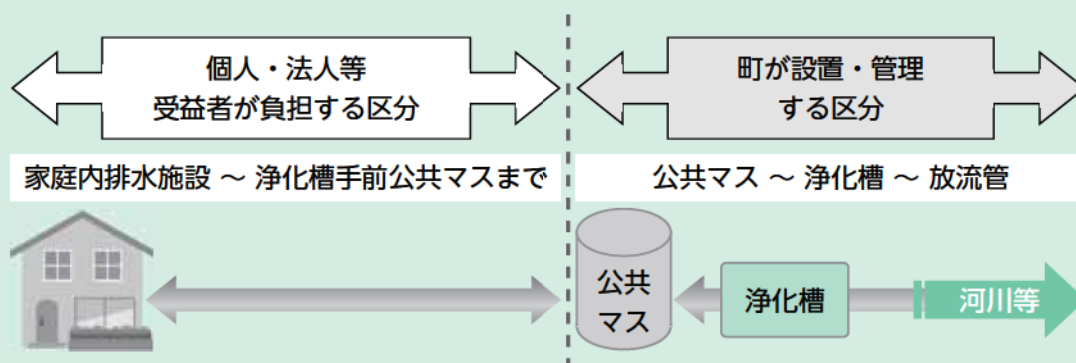 個人・法人等
受益者が負担する区分
町が設置・管理
する区分
家庭内排水施設 ～ 浄化槽手前公共マスまで
公共マス ～ 浄化槽 ～ 放流管
公共
マス
浄化槽
河川等